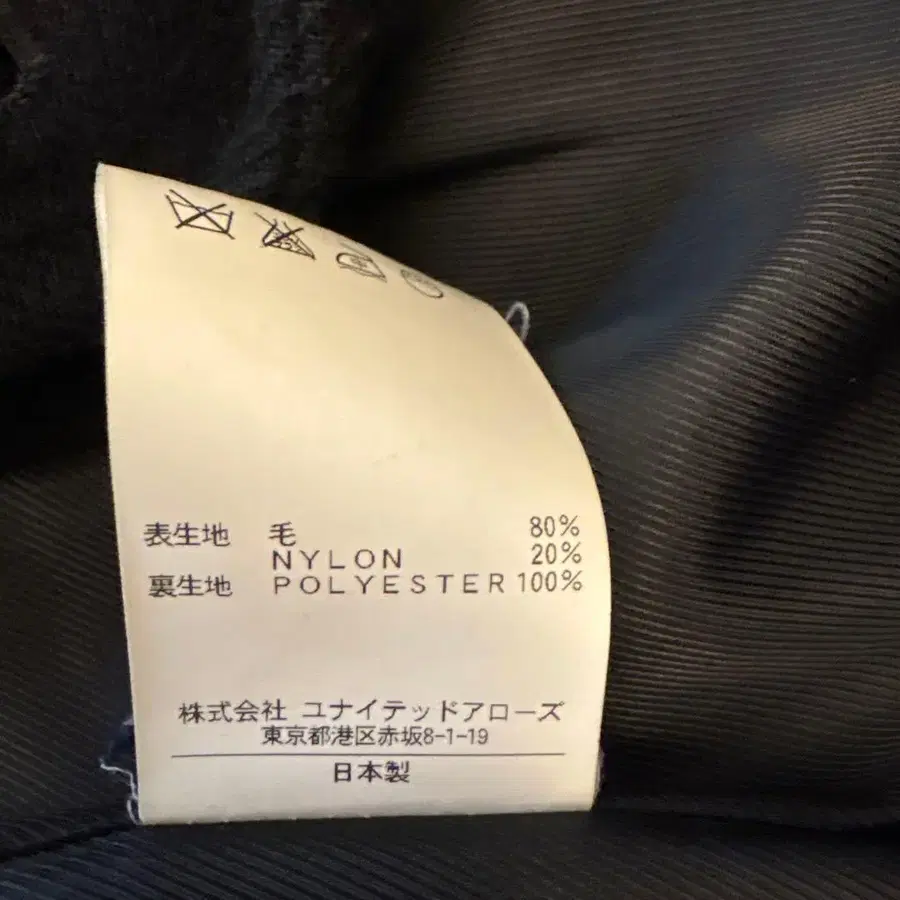 表生地 毛 80%
NYLON 20%
裏生地 POLYESTER 100%
株式会社 ユナイテッドアローズ
東京都港区赤坂8-1-19
日本製